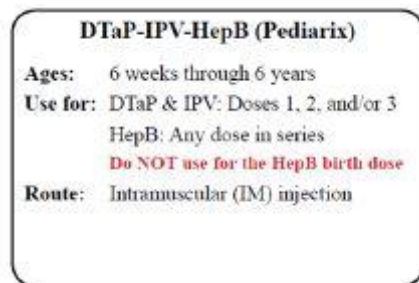 DTaP-IPV-HepB (Pediarix)
Ages: 6 weeks through 6 years
Use for: DTaP & IPV: Doses 1, 2, and/or 3
HepB: Any dose in series
Do NOT use for the HepB birth dose
Route: Intramuscular (IM) injection